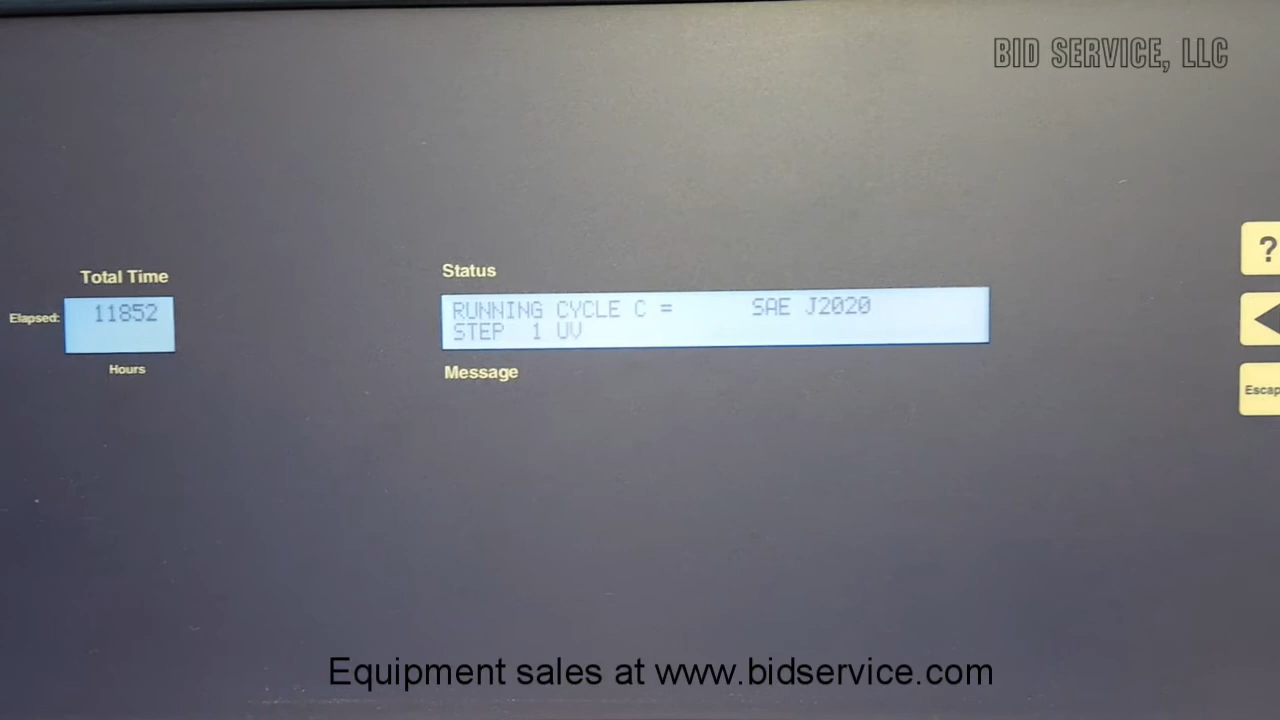 BID SERVICE, LLC
Total Time
Elapsed: 11852
Hours
Status
RUNNING CYCLE C = SAE J2020
STEP 1 UV
Message
?
Escap
Equipment sales at www.bidservice.com